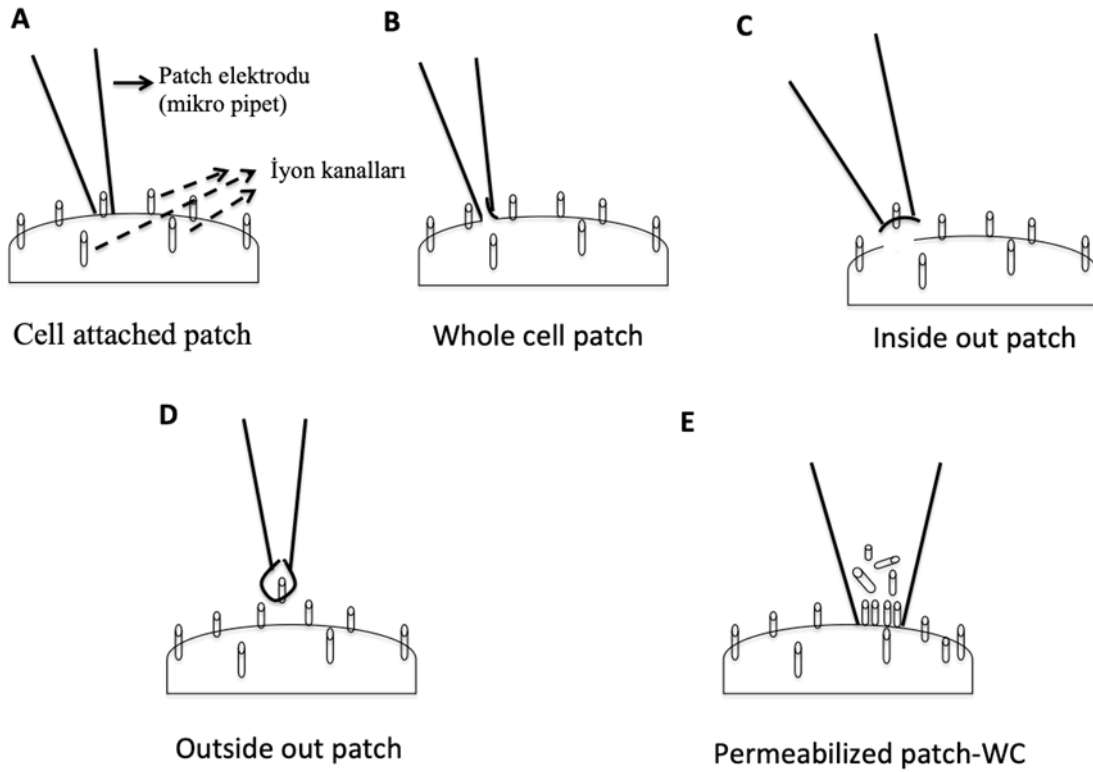 A
Patch elektrodu
(mikro pipet)
İyon kanalları
Cell attached patch
B
Whole cell patch
C
Inside out patch
D
Outside out patch
E
Permeabilized patch-WC